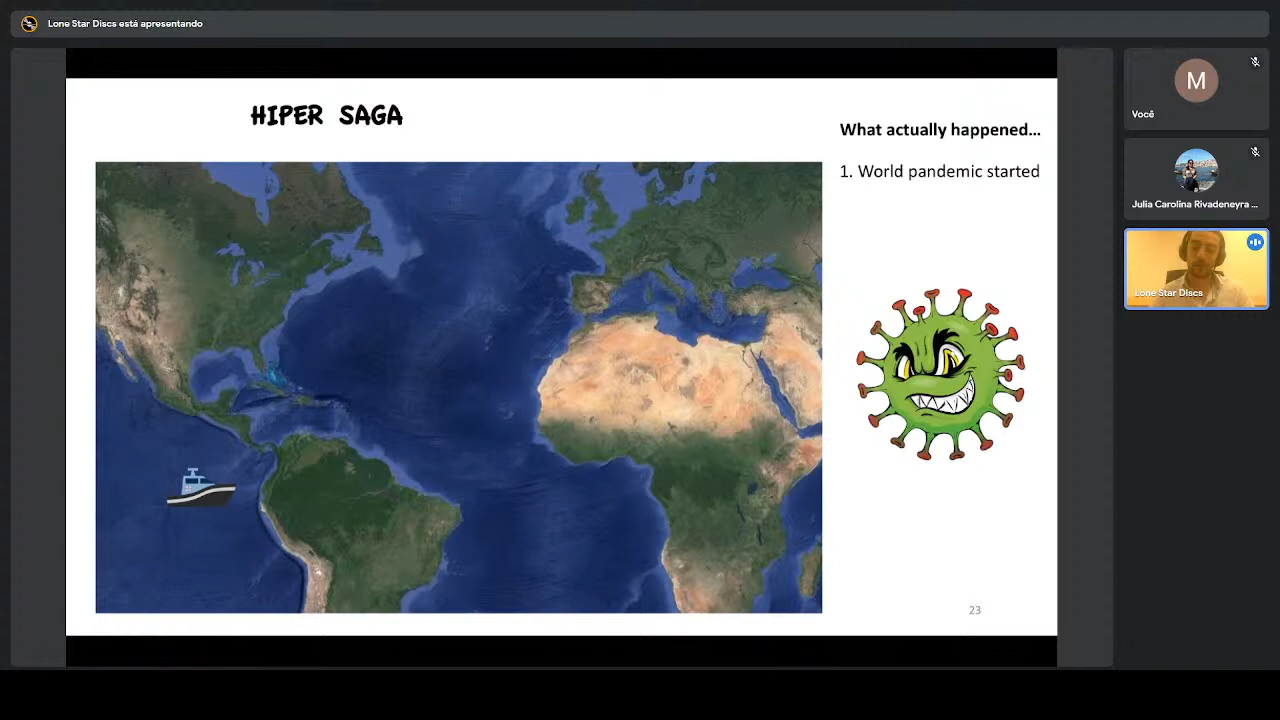 Lone Star Discs está apresentando
HIPER SAGA
What actually happened...
1. World pandemic started
23
M
Você
Julia Carolina Rivadeneyra ...
Lone Star Discs